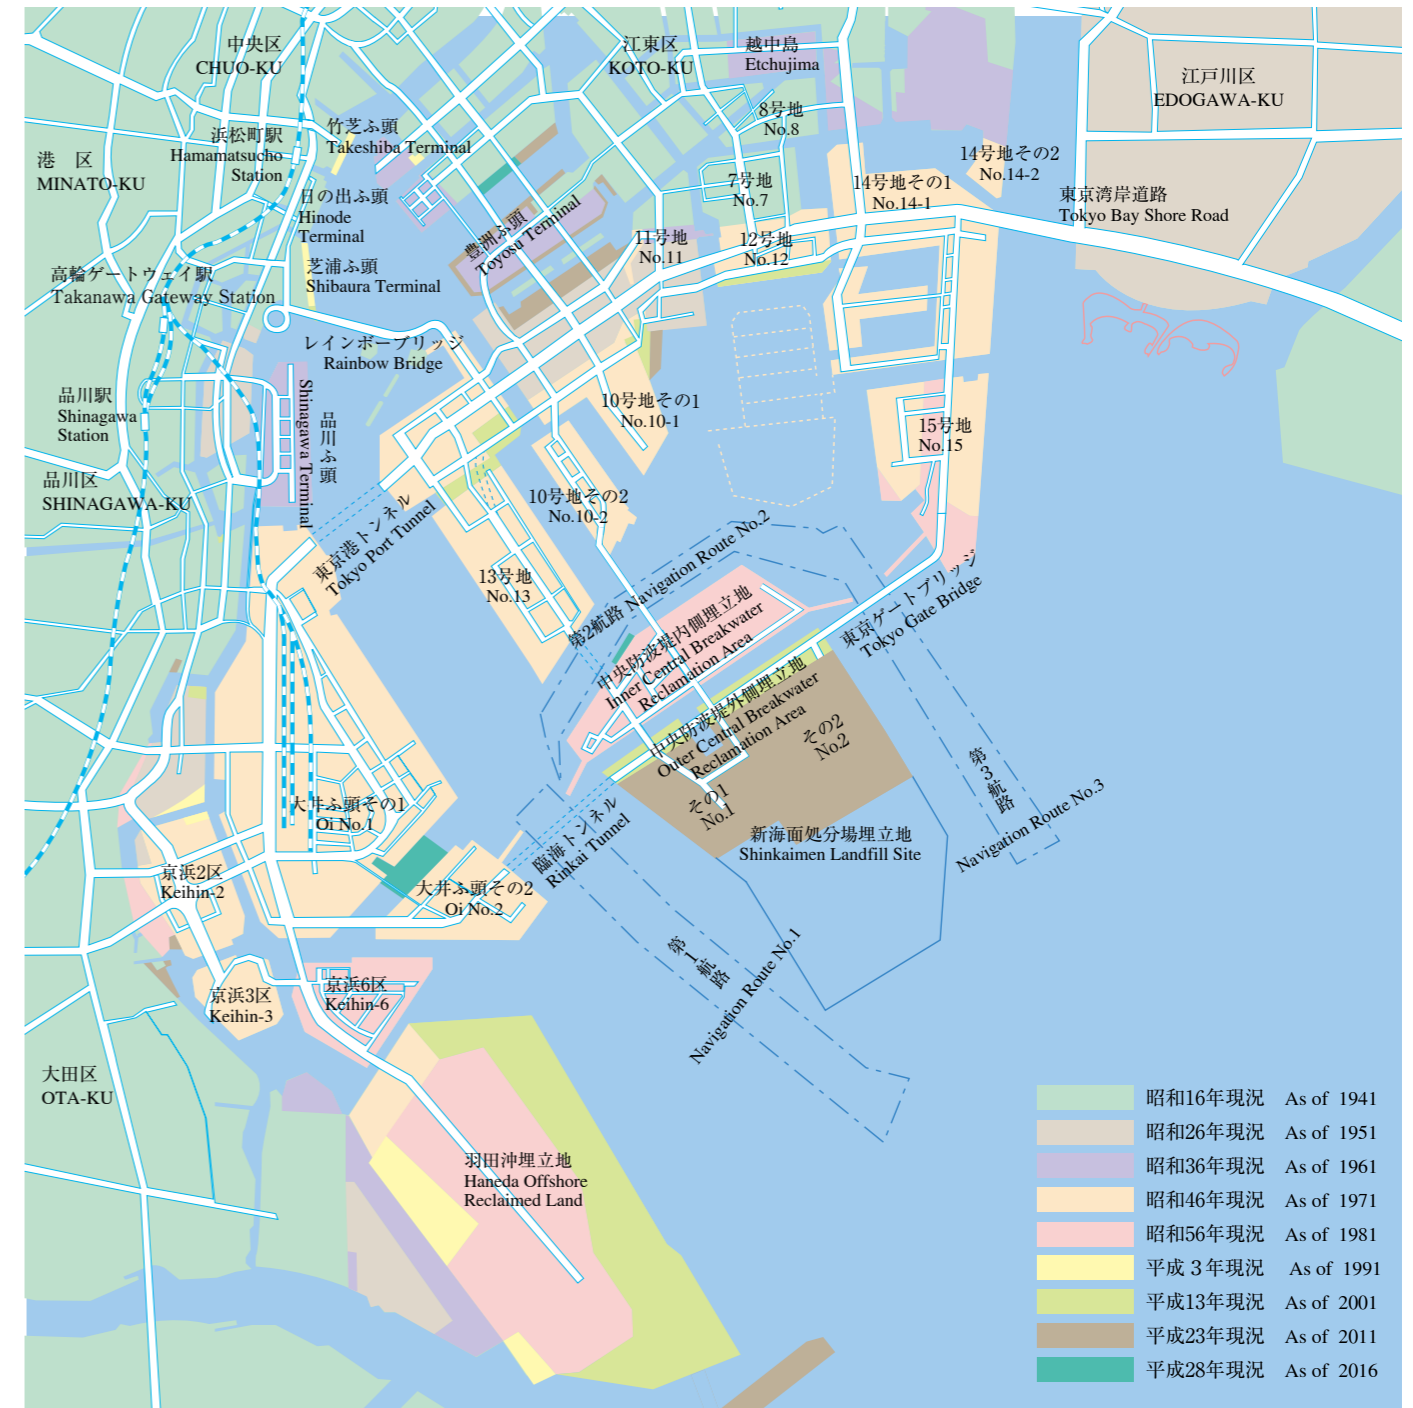 中央区
CHUO-KU
江東区
KOTO-KU
越中島
Etchujima
江戸川区
EDOGAWA-KU
8号地
No.8
竹芝ふ頭
Takeshiba Terminal
浜松町駅
Hamamatsucho
Station
港 区
MINATO-KU
14号地その2
No.14-2
14号地その1
No.14-1
7号地
No.7
東京湾岸道路
Tokyo Bay Shore Road
日の出ふ頭
Hinode
Terminal
豊洲ふ頭
Toyosu Terminal
11号地
No.11
12号地
No.12
芝浦ふ頭
Shibaura Terminal
高輪ゲートウェイ駅
Takanawa Gateway Station
レインボーブリッジ
Rainbow Bridge
品川駅
Shinagawa
Station
品川ふ頭
Shinagawa Terminal
10号地その1
No.10-1
15号地
No.15
品川区
SHINAGAWA-KU
10号地その2
No.10-2
東京港トンネル
Tokyo Port Tunnel
13号地
No.13
第2航路 Navigation Route No.2
東京ゲートブリッジ
Tokyo Gate Bridge
中央防波堤内側埋立地
Inner Central Breakwater
Reclamation Area
中央防波堤外側埋立地
Outer Central Breakwater
Reclamation Area
その2
No.2
その1
No.1
第3航路
Navigation Route No.3
新海面処分場埋立地
Shinkaimen Landfill Site
臨海トンネル
Rinkai Tunnel
大井ふ頭その1
Oi No.1
大井ふ頭その2
Oi No.2
京浜2区
Keihin-2
第1航路
Navigation Route No.1
京浜3区
Keihin-3
京浜6区
Keihin-6
大田区
OTA-KU
羽田沖埋立地
Haneda Offshore
Reclaimed Land
昭和16年現況 As of 1941
昭和26年現況 As of 1951
昭和36年現況 As of 1961
昭和46年現況 As of 1971
昭和56年現況 As of 1981
平成３年現況 As of 1991
平成13年現況 As of 2001
平成23年現況 As of 2011
平成28年現況 As of 2016